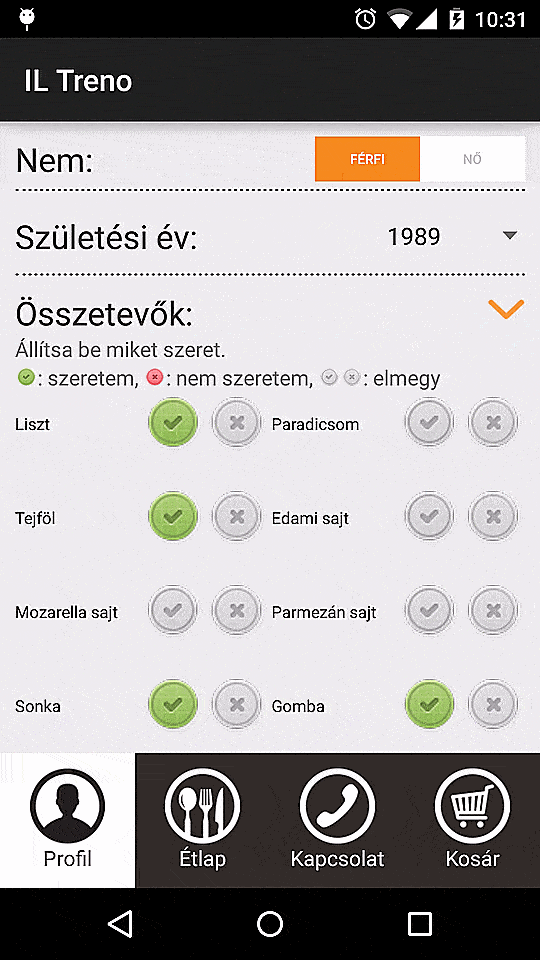 10:31
IL Treno
Nem: FÉRFI NŐ
Születési év: 1989
Összetevők:
Állítsa be miket szeret.
: szeretem, : nem szeretem, : elmegy
Liszt Paradicsom
Tejföl Edami sajt
Mozarella sajt Parmezán sajt
Sonka Gomba
Profil Étlap Kapcsolat Kosár